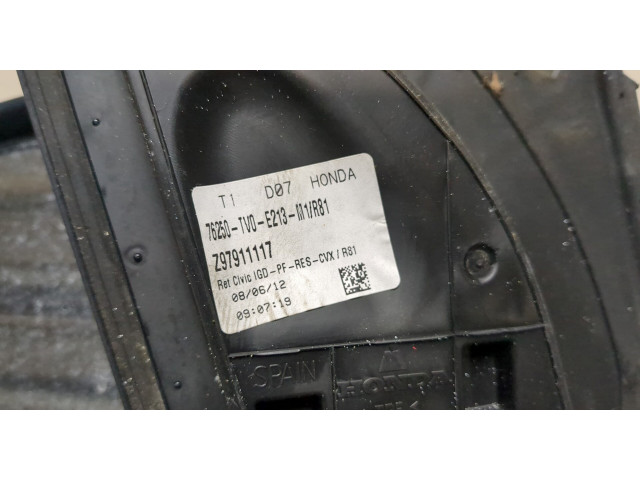 T1 D07 HONDA
76250-TV0-E213-M1/R81
Z97911117
Ret Civic IGD-PF-RES-CVX/R81
08/06/12
09:07:19
SPAIN